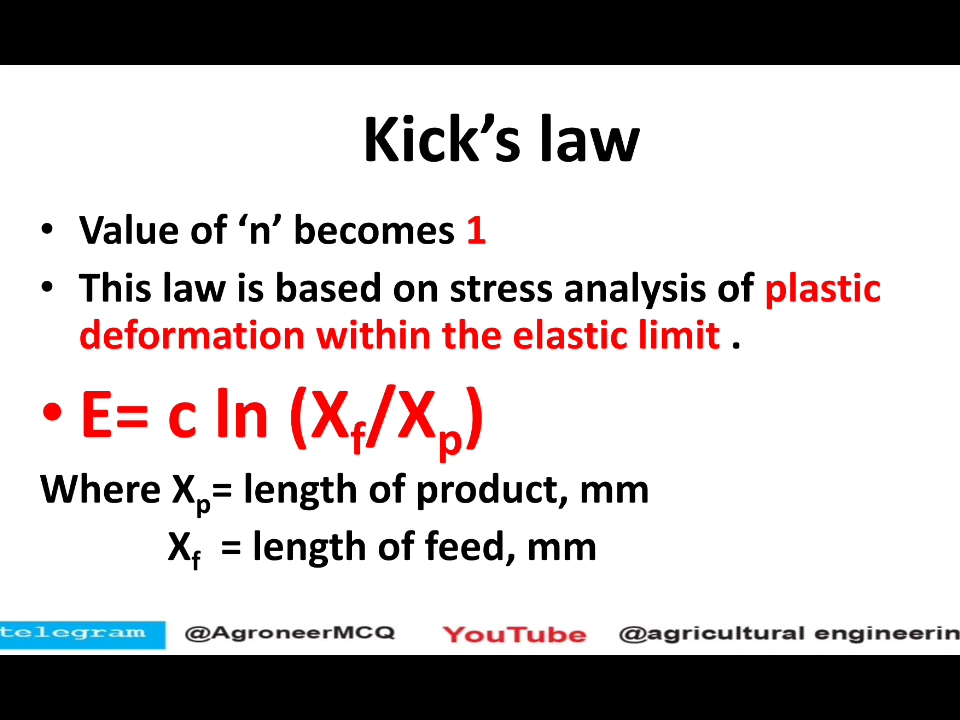 Kick’s law
• Value of ‘n’ becomes 1
• This law is based on stress analysis of plastic
deformation within the elastic limit .
• E= c ln (Xf/Xp)
Where Xp= length of product, mm
Xf = length of feed, mm
telegram @AgroneerMCQ YouTube @agricultural engineerin